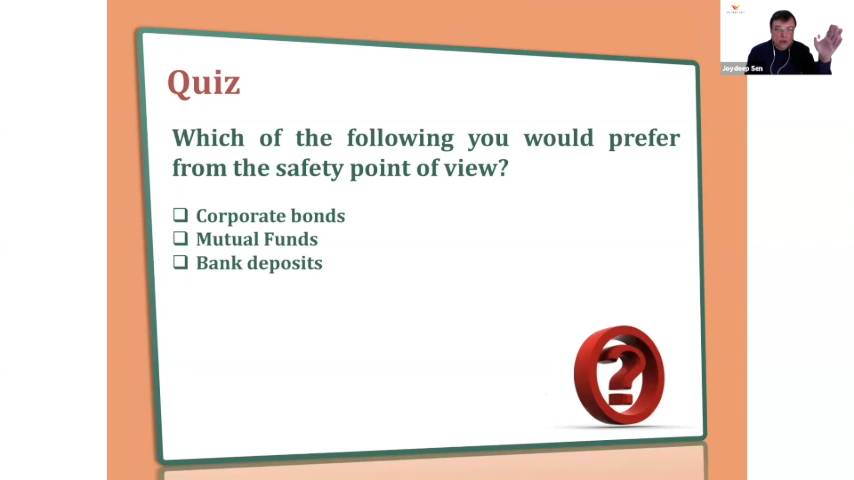 Quiz
Which of the following you would prefer
from the safety point of view?
❑ Corporate bonds
❑ Mutual Funds
❑ Bank deposits
?
Joydeep Sen